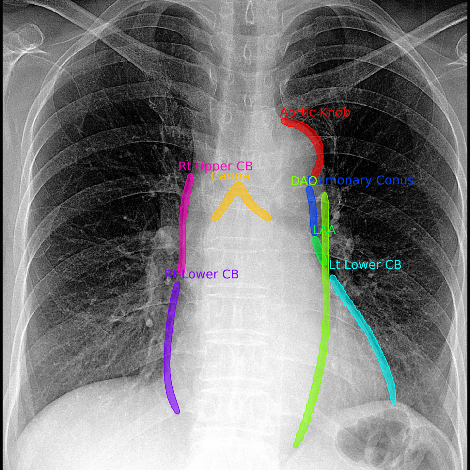 Aortic Knob
Rt Upper CB
Carina
DAO
Pulmonary Conus
LAA
Lt Lower CB
Rt Lower CB